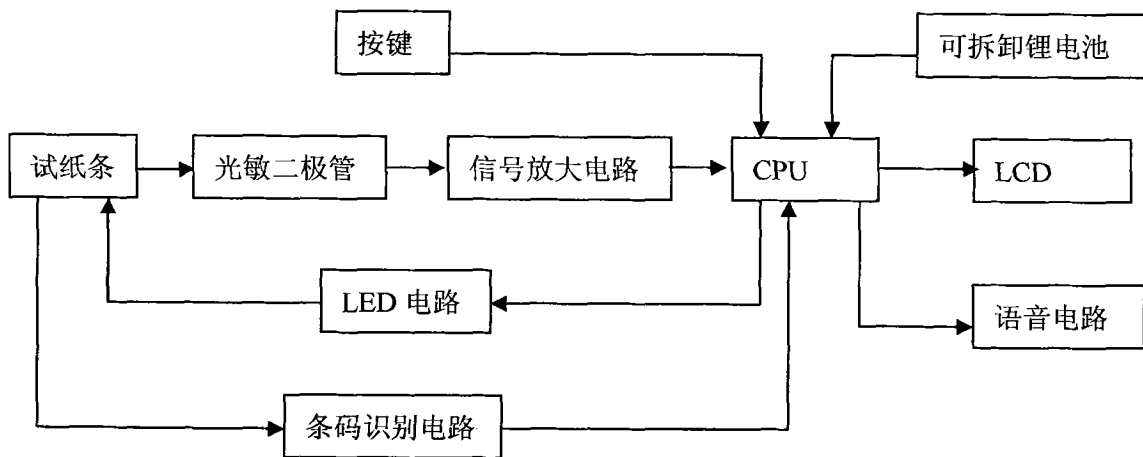 按键
可拆卸锂电池
试纸条
光敏二极管
信号放大电路
CPU
LCD
LED 电路
语音电路
条码识别电路